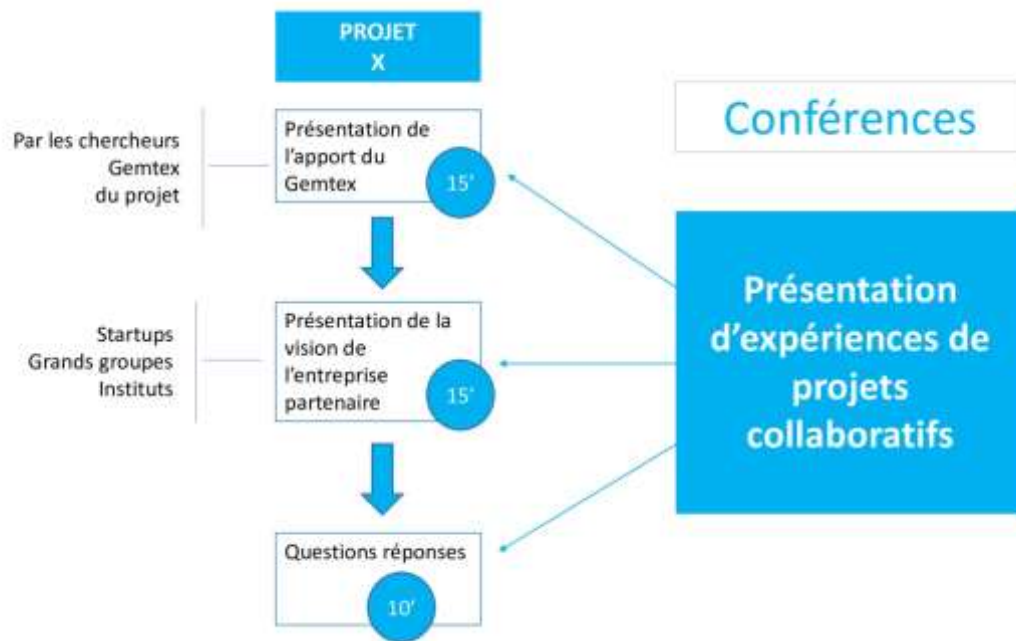 PROJET
X
Conférences
Par les chercheurs
Gemtex
du projet
Présentation de
l'apport du
Gemtex
15'
Startups
Grands groupes
Instituts
Présentation de la
vision de
l'entreprise
partenaire
15'
Questions réponses
10'
Présentation
d'expériences de
projets
collaboratifs